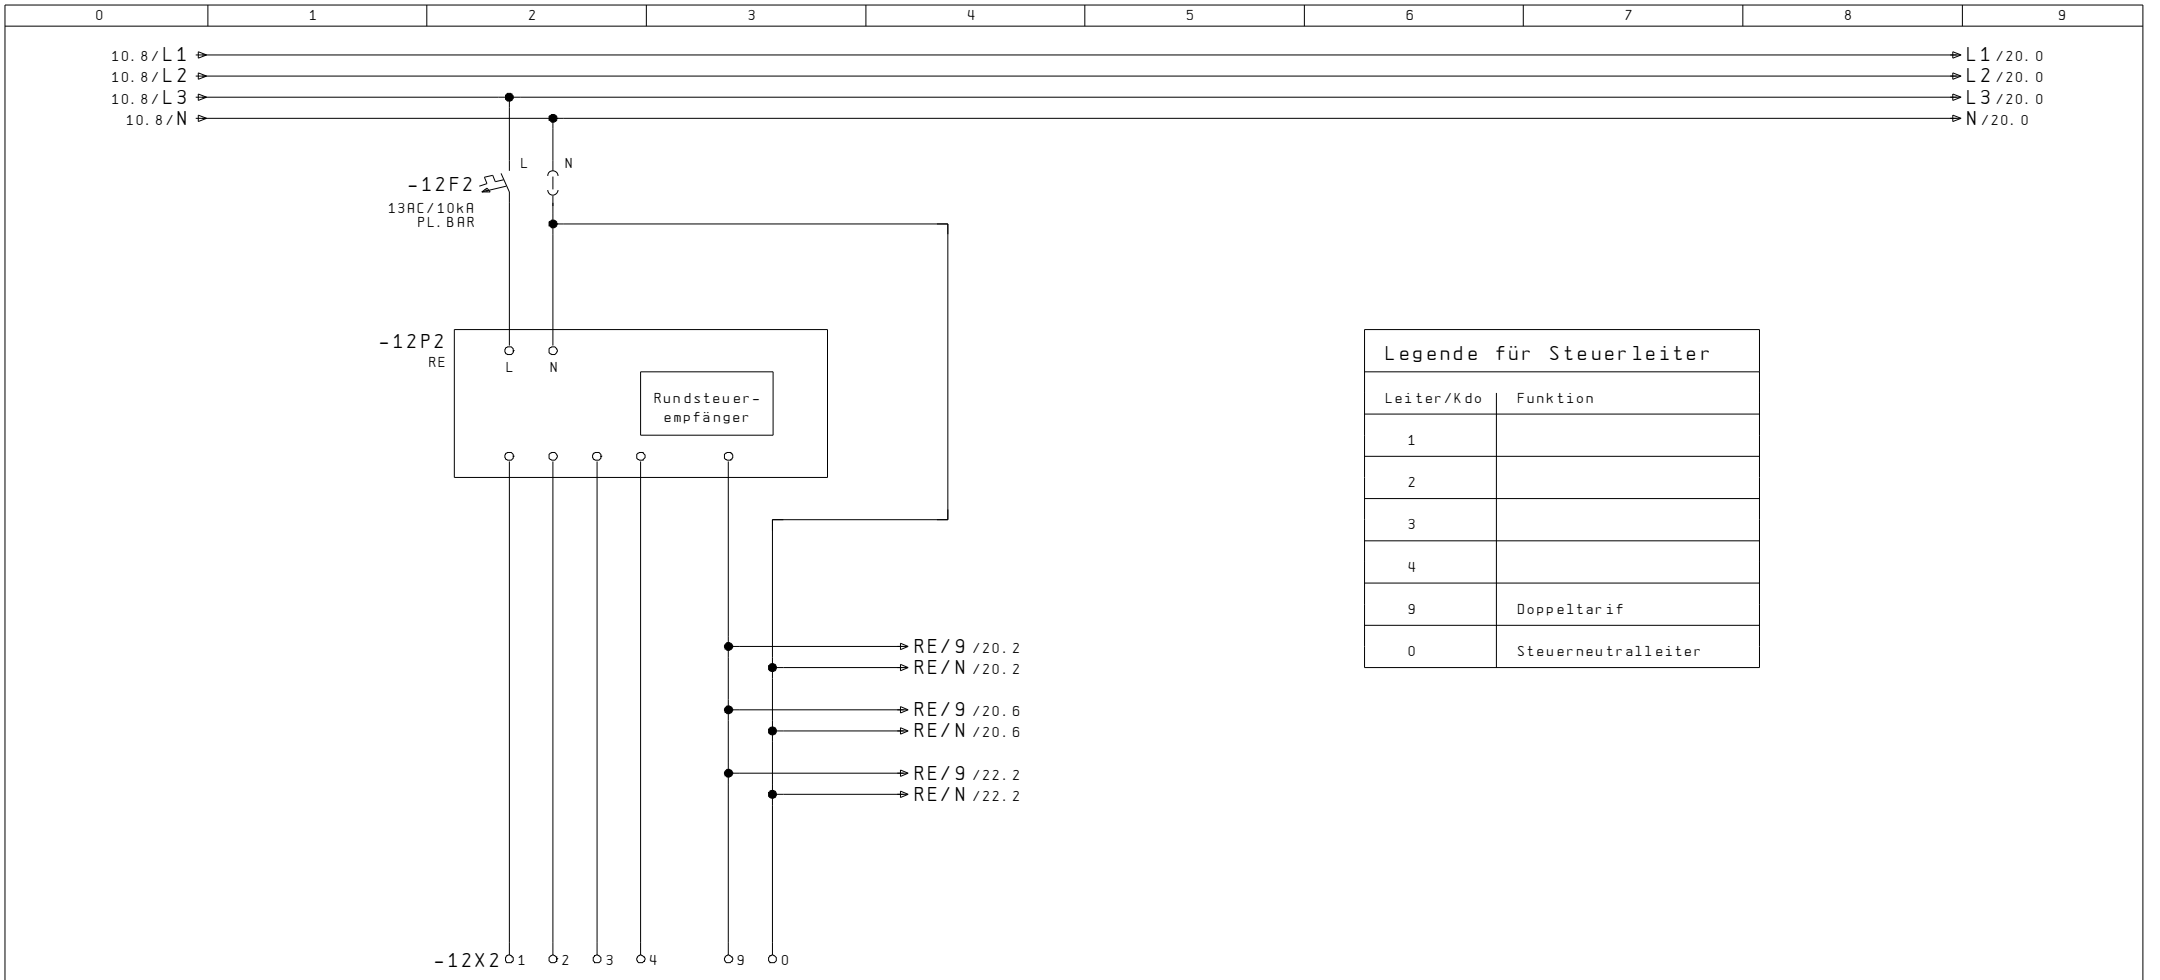 0 1 2 3 4 5 6 7 8 9
10.8/L1 L1/20.0
10.8/L2 L2/20.0
10.8/L3 L3/20.0
10.8/N N/20.0
L N
-12F2
13AC/10kA
PL.BAR
-12P2
RE
L N
Rundsteuer-
empfänger
Legende für Steuerleiter
Leiter/Kdo Funktion
1
2
3
4
9 Doppeltarif
0 Steuerneutralleiter
RE/9/20.2
RE/N/20.2
RE/9/20.6
RE/N/20.6
RE/9/22.2
RE/N/22.2
-12X2 1 2 3 4 9 0